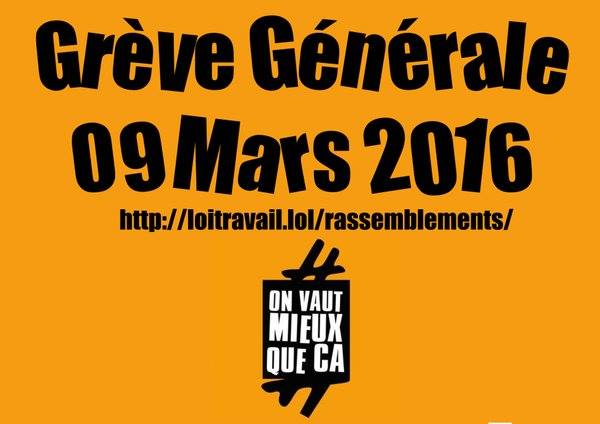 Grève Générale
09 Mars 2016
http://loitravail.lol/rassemblements/
#
ON VAUT
MIEUX
QUE CA